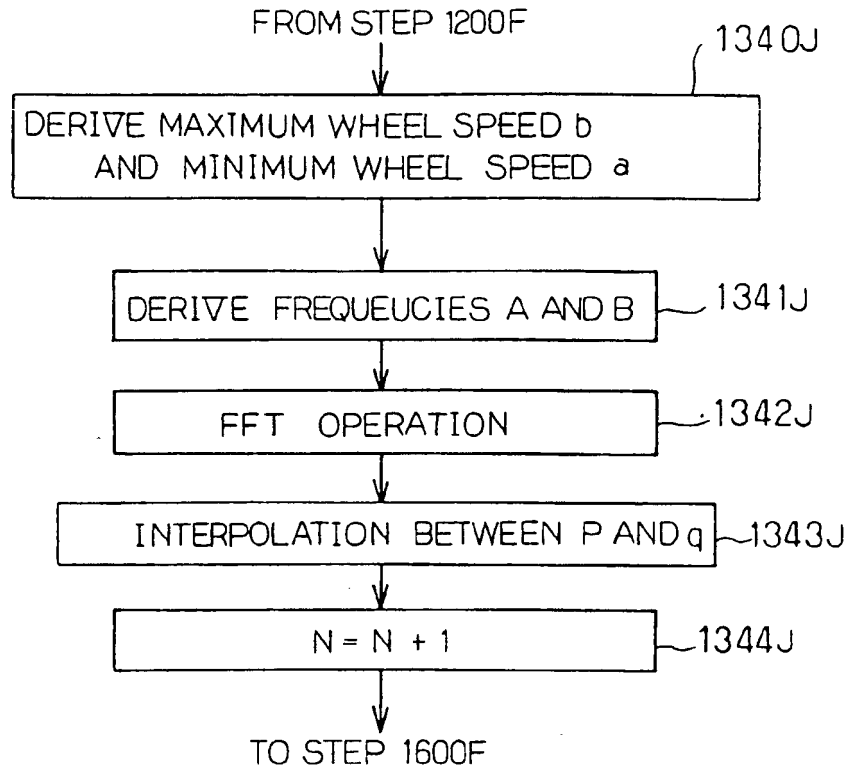 FROM STEP 1200F
1340J
DERIVE MAXIMUM WHEEL SPEED b
AND MINIMUM WHEEL SPEED a
DERIVE FREQUEUCIES A AND B
1341J
FFT OPERATION
1342J
INTERPOLATION BETWEEN P AND q
1343J
N = N + 1
1344J
TO STEP 1600F